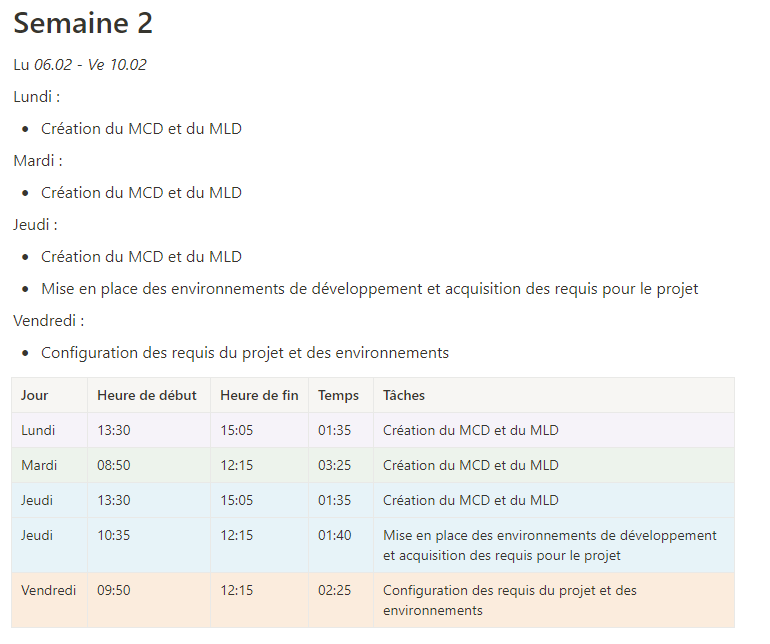 Semaine 2
Lu 06.02 - Ve 10.02
Lundi :
• Création du MCD et du MLD
Mardi :
• Création du MCD et du MLD
Jeudi :
• Création du MCD et du MLD
• Mise en place des environnements de développement et acquisition des requis pour le projet
Vendredi :
• Configuration des requis du projet et des environnements
Jour Heure de début Heure de fin Temps Tâches
Lundi 13:30 15:05 01:35 Création du MCD et du MLD
Mardi 08:50 12:15 03:25 Création du MCD et du MLD
Jeudi 13:30 15:05 01:35 Création du MCD et du MLD
Jeudi 10:35 12:15 01:40 Mise en place des environnements de développement
et acquisition des requis pour le projet
Vendredi 09:50 12:15 02:25 Configuration des requis du projet et des
environnements